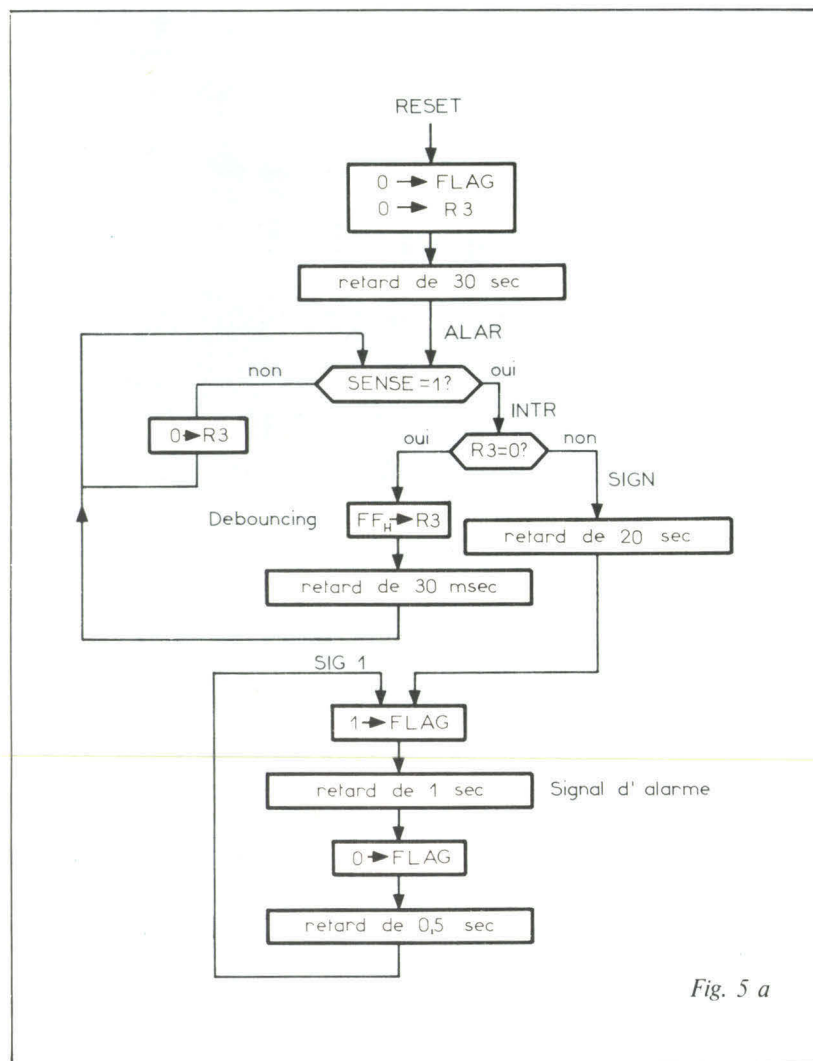 RESET
0 → FLAG
0 → R3
retard de 30 sec
ALAR
non
SENSE=1?
oui
INTR
0→R3
oui
R3=0?
non
SIGN
Debouncing
FFH→R3
retard de 20 sec
retard de 30 msec
SIG 1
1→FLAG
retard de 1 sec
Signal d' alarme
0→FLAG
retard de 0,5 sec
Fig. 5 a